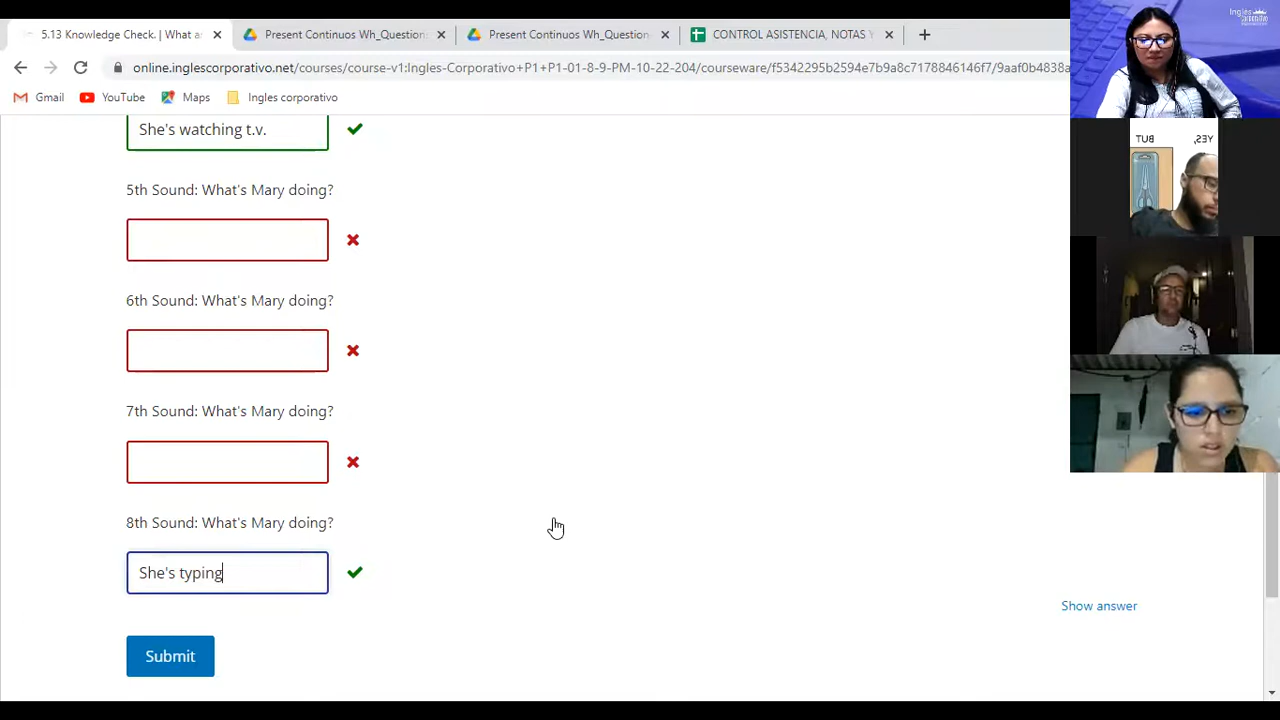 5.13 Knowledge Check. | What a
Present Continuos Wh_Question
Present Continuos Wh_Question
CONTROL ASISTENCIA, NOTAS Y
online.inglescorporativo.net/courses/course-v1:Ingles-Corporativo+P1+P1-01-8-9-PM-10-22-204/courseware/f5342295b2594e7b9a8c7178846146f7/9aaf0b4838a
Gmail
YouTube
Maps
Ingles corporativo
She's watching t.v.
5th Sound: What's Mary doing?
6th Sound: What's Mary doing?
7th Sound: What's Mary doing?
8th Sound: What's Mary doing?
She's typing
Show answer
Submit
Ingles
YES,
BUT